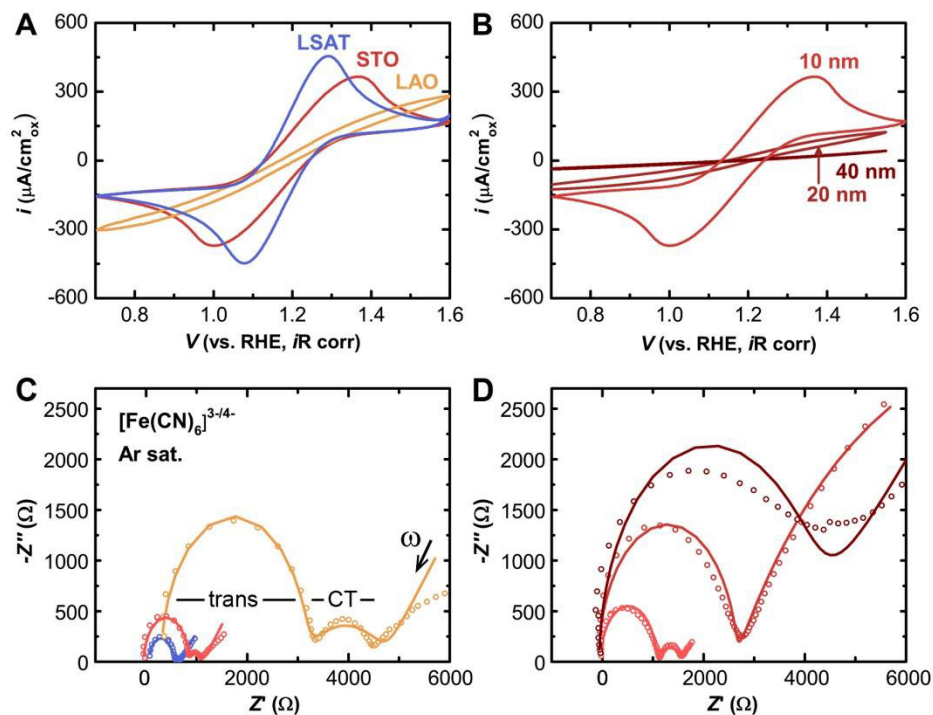 A
600
300
0
-300
-600
i (μA/cm²ox)
LSAT
STO
LAO
0.8 1.0 1.2 1.4 1.6
V (vs. RHE, iR corr)
B
600
300
0
-300
-600
i (μA/cm²ox)
10 nm
40 nm
20 nm
0.8 1.0 1.2 1.4 1.6
V (vs. RHE, iR corr)
C
2500
2000
1500
1000
500
0
-Z" (Ω)
[Fe(CN)6]3-/4-
Ar sat.
ω
trans
CT
0 2000 4000 6000
Z' (Ω)
D
2500
2000
1500
1000
500
0
-Z" (Ω)
0 2000 4000 6000
Z' (Ω)